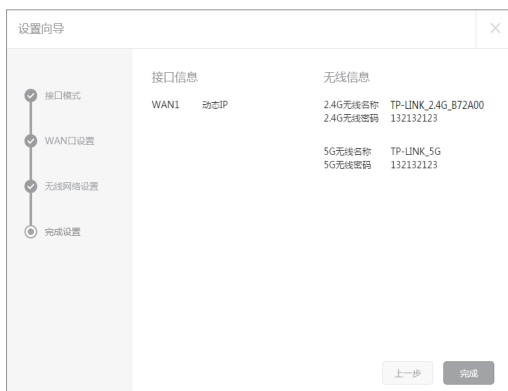 设置向导
接口模式
WAN口设置
无线网络设置
完成设置
接口信息
WAN1 动态IP
无线信息
2.4G无线名称 TP-LINK_2.4G_B72A00
2.4G无线密码 132132123
5G无线名称 TP-LINK_5G
5G无线密码 132132123
上一步
完成